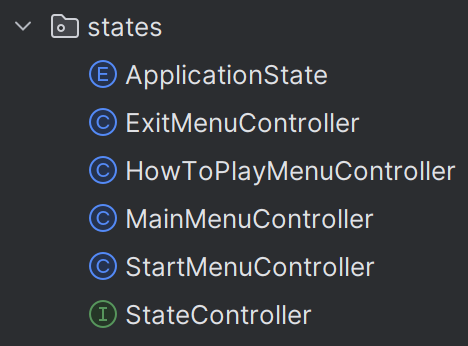 states
E ApplicationState
C ExitMenuController
C HowToPlayMenuController
C MainMenuController
C StartMenuController
I StateController